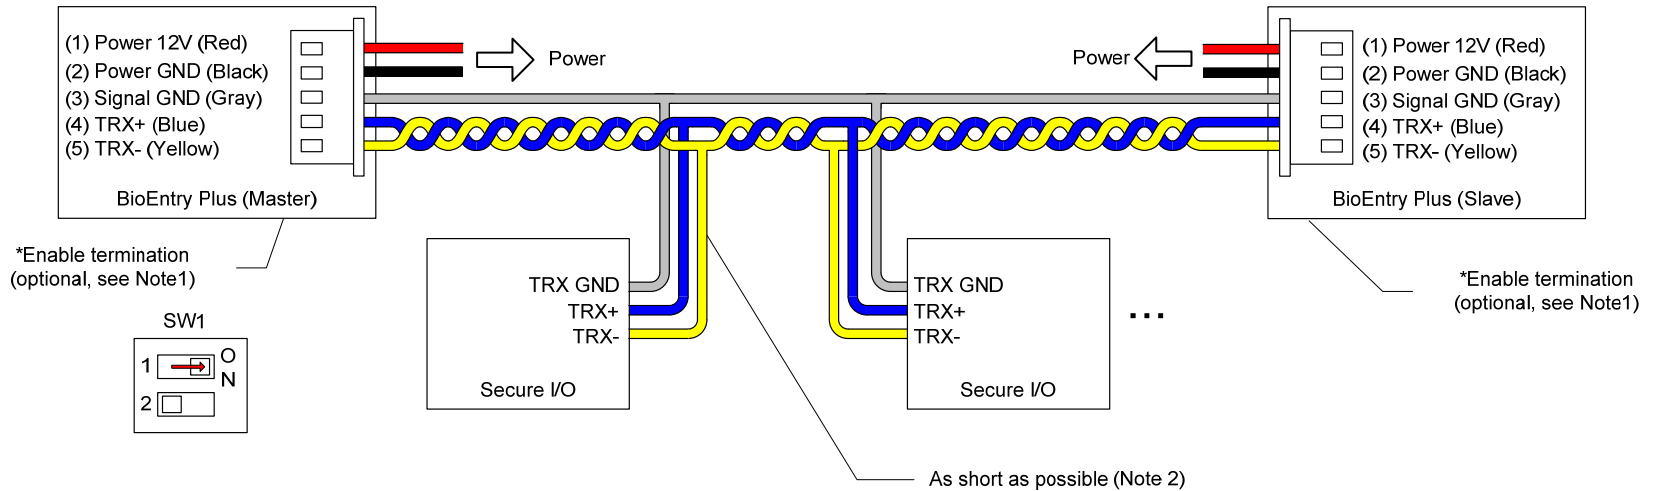 (1) Power 12V (Red)
(2) Power GND (Black)
(3) Signal GND (Gray)
(4) TRX+ (Blue)
(5) TRX- (Yellow)
BioEntry Plus (Master)
Power
Power
(1) Power 12V (Red)
(2) Power GND (Black)
(3) Signal GND (Gray)
(4) TRX+ (Blue)
(5) TRX- (Yellow)
BioEntry Plus (Slave)
*Enable termination
(optional, see Note1)
SW1
1
O
N
2
TRX GND
TRX+
TRX-
Secure I/O
TRX GND
TRX+
TRX-
Secure I/O
...
*Enable termination
(optional, see Note1)
As short as possible (Note 2)